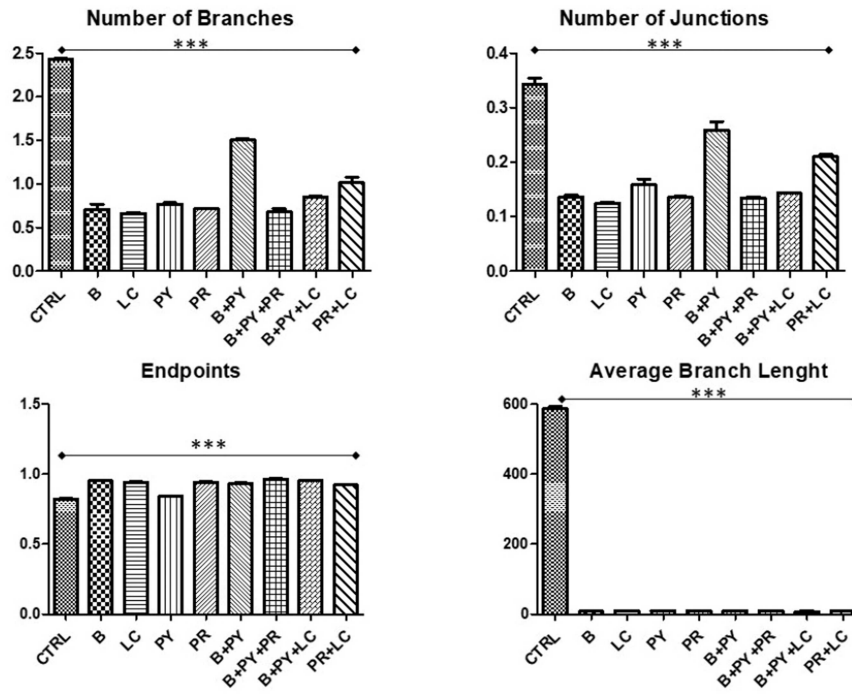 Number of Branches
***
2.5
2.0
1.5
1.0
0.5
0.0
CTRL B LC PY PR B+PY B+PY+PR B+PY+LC PR+LC
Number of Junctions
***
0.4
0.3
0.2
0.1
0.0
CTRL B LC PY PR B+PY B+PY+PR B+PY+LC PR+LC
Endpoints
***
1.5
1.0
0.5
0.0
CTRL B LC PY PR B+PY B+PY+PR B+PY+LC PR+LC
Average Branch Lenght
***
600
400
200
0
CTRL B LC PY PR B+PY B+PY+PR B+PY+LC PR+LC